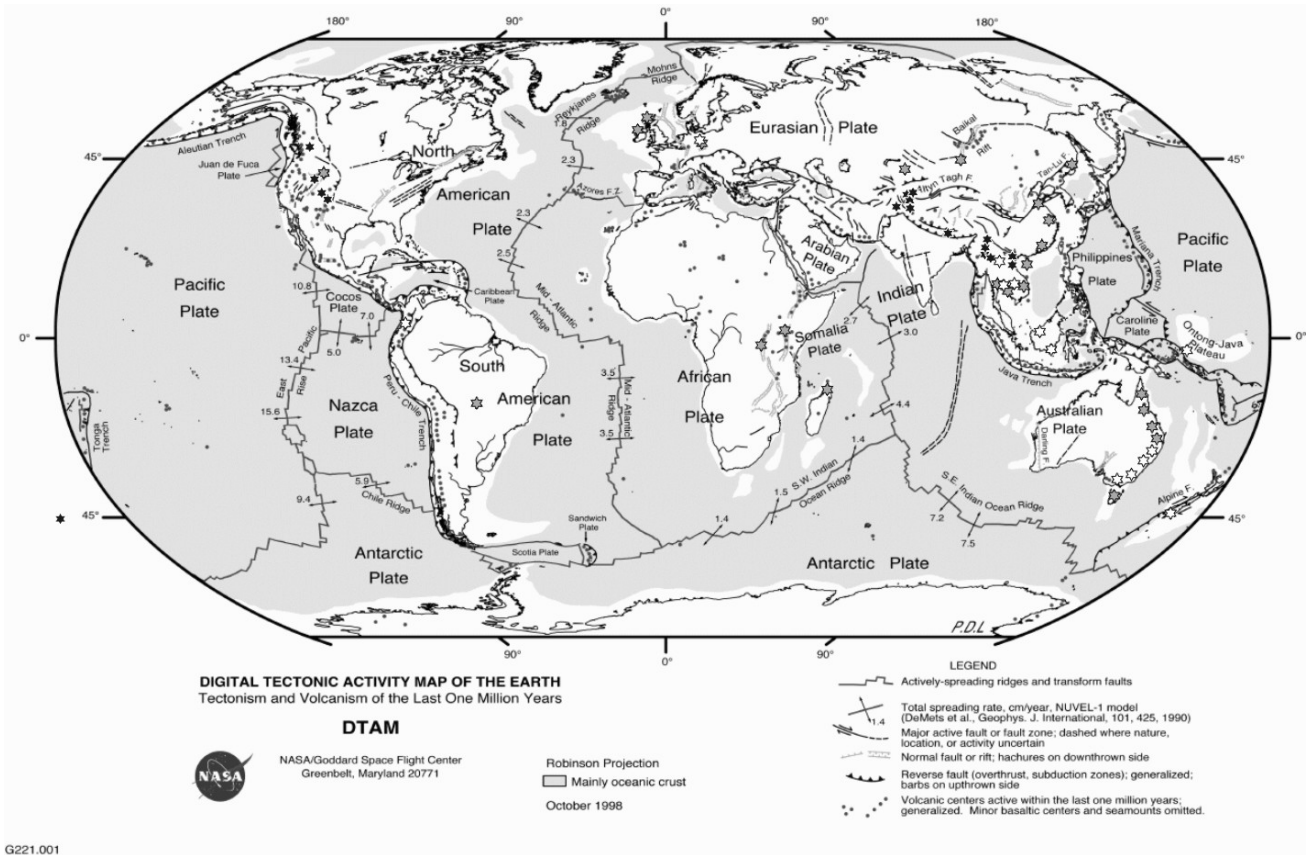 180°
90°
0°
90°
180°
Mohns
Ridge
Reykjanes
Ridge
.8
Eurasian Plate
Baikal
Rift
Aleutian Trench
North
45°
45°
Juan de Fuca
Plate
2.3
Tan-Lu F.
Altyn Tagh F.
American
Azores F.Z.
Plate
2.3
Arabian
Plate
Mariana Trench
Pacific
Plate
2.5
Philippines
Plate
Pacific
Plate
10.8
Cocos
Plate
7.0
Caribbean
Plate
Mid - Atlantic
Ridge
Indian
Plate
2.7
3.0
Somalia
Plate
Caroline
Plate
Ontong-Java
Plateau
0°
0°
5.0
Pacific
13.4
East
Rise
South
African
Plate
3.5
Mid - Atlantic
Ridge
Java Trench
15.6
Nazca
Plate
Peru - Chile Trench
American
Plate
3.5
4.4
Australian
Plate
Darling F.
Tonga
Trench
1.4
S.W. Indian
Ocean Ridge
9.4
5.9
Chile Ridge
1.5
1.4
S.E. Indian Ocean Ridge
7.2
7.5
Alpine F.
45°
45°
Sandwich
Plate
Scotia Plate
Antarctic
Plate
Antarctic Plate
P.D.L
90°
0°
90°
DIGITAL TECTONIC ACTIVITY MAP OF THE EARTH
Tectonism and Volcanism of the Last One Million Years
DTAM
NASA
NASA/Goddard Space Flight Center
Greenbelt, Maryland 20771
Robinson Projection
Mainly oceanic crust
October 1998
LEGEND
Actively-spreading ridges and transform faults
1.4
Total spreading rate, cm/year, NUVEL-1 model
(DeMets et al., Geophys. J. International, 101, 425, 1990)
Major active fault or fault zone; dashed where nature,
location, or activity uncertain
Normal fault or rift; hachures on downthrown side
Reverse fault (overthrust, subduction zones); generalized;
barbs on upthrown side
Volcanic centers active within the last one million years;
generalized. Minor basaltic centers and seamounts omitted.
G221.001